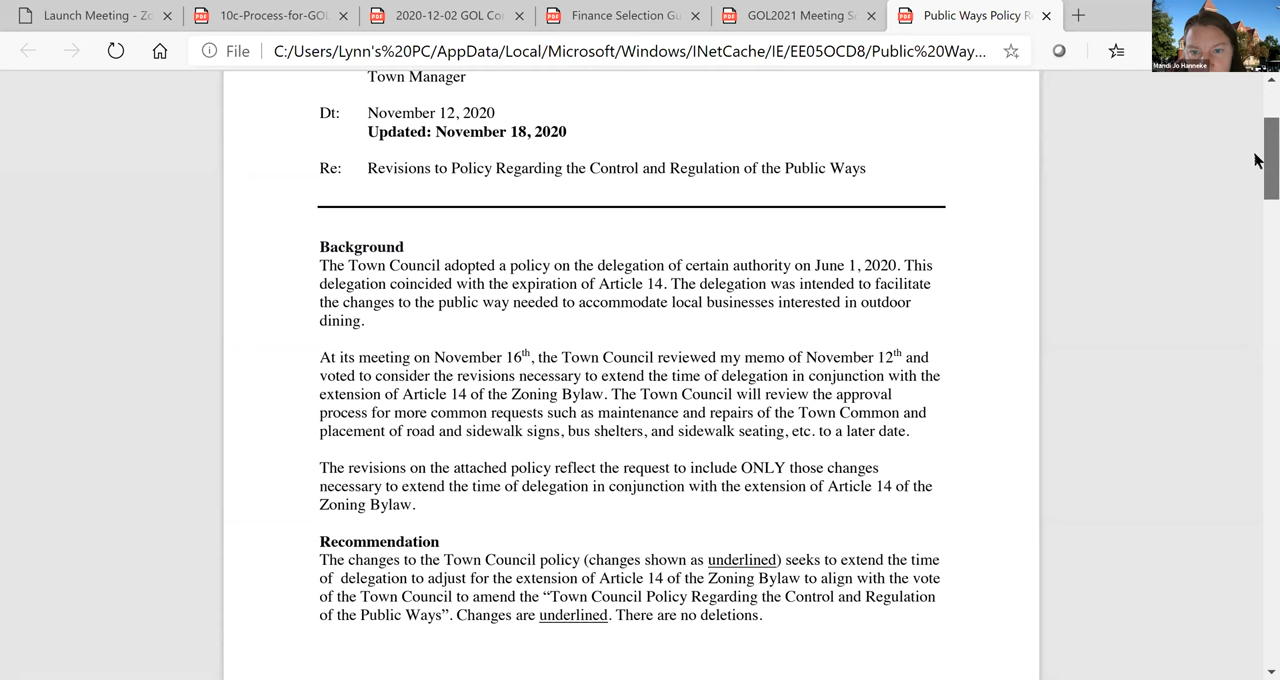 Launch Meeting - Zo
10c-Process-for-GOL
2020-12-02 GOL Co
Finance Selection Gu
GOL2021 Meeting Sc
Public Ways Policy R
File
C:/Users/Lynn's%20PC/AppData/Local/Microsoft/Windows/INetCache/IE/EE05OCD8/Public%20Way...
Mandi Jo Hanneke
Town Manager
Dt: November 12, 2020
Updated: November 18, 2020
Re: Revisions to Policy Regarding the Control and Regulation of the Public Ways
Background
The Town Council adopted a policy on the delegation of certain authority on June 1, 2020. This
delegation coincided with the expiration of Article 14. The delegation was intended to facilitate
the changes to the public way needed to accommodate local businesses interested in outdoor
dining.
At its meeting on November 16th, the Town Council reviewed my memo of November 12th and
voted to consider the revisions necessary to extend the time of delegation in conjunction with the
extension of Article 14 of the Zoning Bylaw. The Town Council will review the approval
process for more common requests such as maintenance and repairs of the Town Common and
placement of road and sidewalk signs, bus shelters, and sidewalk seating, etc. to a later date.
The revisions on the attached policy reflect the request to include ONLY those changes
necessary to extend the time of delegation in conjunction with the extension of Article 14 of the
Zoning Bylaw.
Recommendation
The changes to the Town Council policy (changes shown as underlined) seeks to extend the time
of delegation to adjust for the extension of Article 14 of the Zoning Bylaw to align with the vote
of the Town Council to amend the “Town Council Policy Regarding the Control and Regulation
of the Public Ways”. Changes are underlined. There are no deletions.